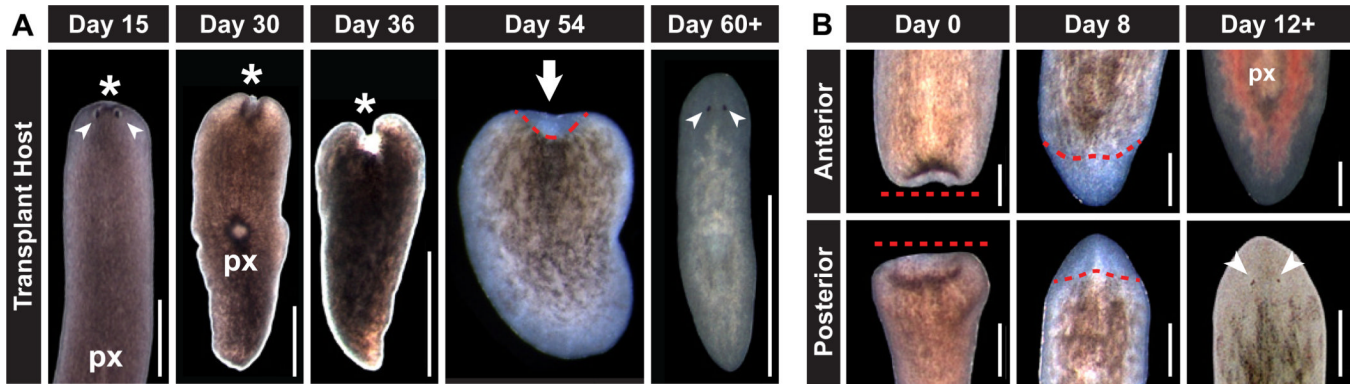 A
Day 15
Day 30
Day 36
Day 54
Day 60+
Transplant Host
*
*
*
px
px
B
Day 0
Day 8
Day 12+
Anterior
px
Posterior